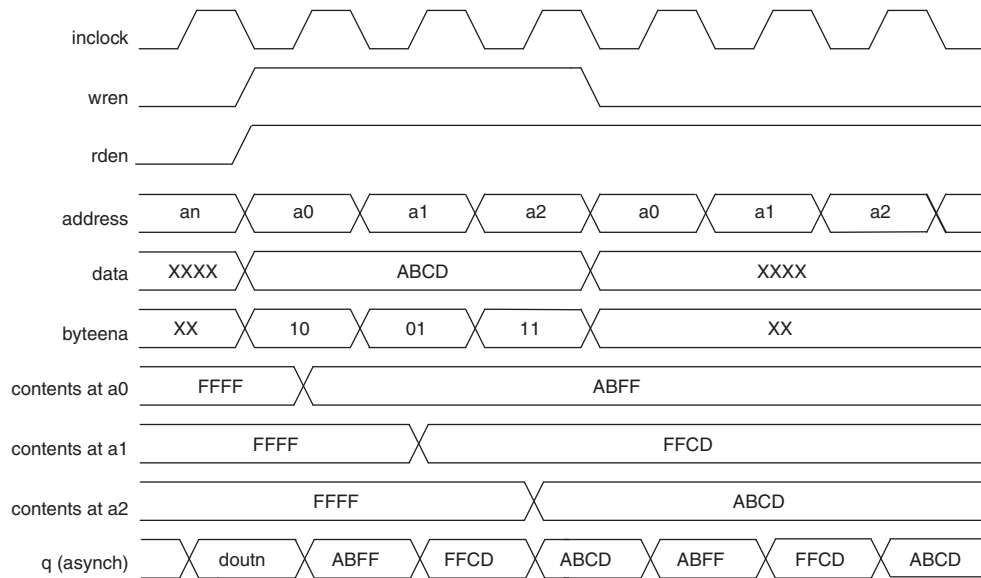 inclock
wren
rden
address an a0 a1 a2 a0 a1 a2
data XXXX ABCD XXXX
byteena XX 10 01 11 XX
contents at a0 FFFF ABFF
contents at a1 FFFF FFCD
contents at a2 FFFF ABCD
q (asynch) doutn ABFF FFCD ABCD ABFF FFCD ABCD